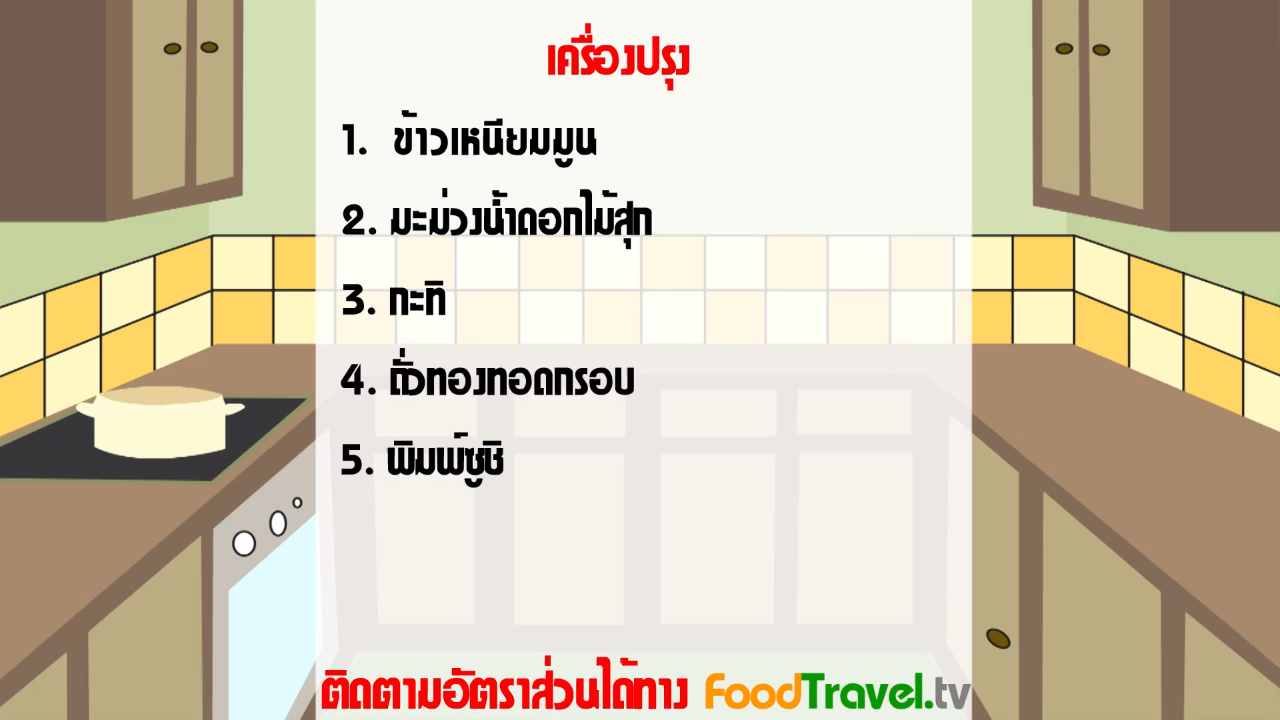 เครื่องปรุง
1. ข้าวเหนียมมูน
2. มะม่วงน้ำดอกไม้สุก
3. กะทิ
4. ถั่วทองทอดกรอบ
5. พิมพ์ซูชิ
ติดตามอัตราส่วนได้ทาง FoodTravel.tv